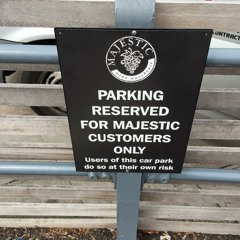 MAJESTIC
PARKING
RESERVED
FOR MAJESTIC
CUSTOMERS
ONLY
Users of this car park
do so at their own risk